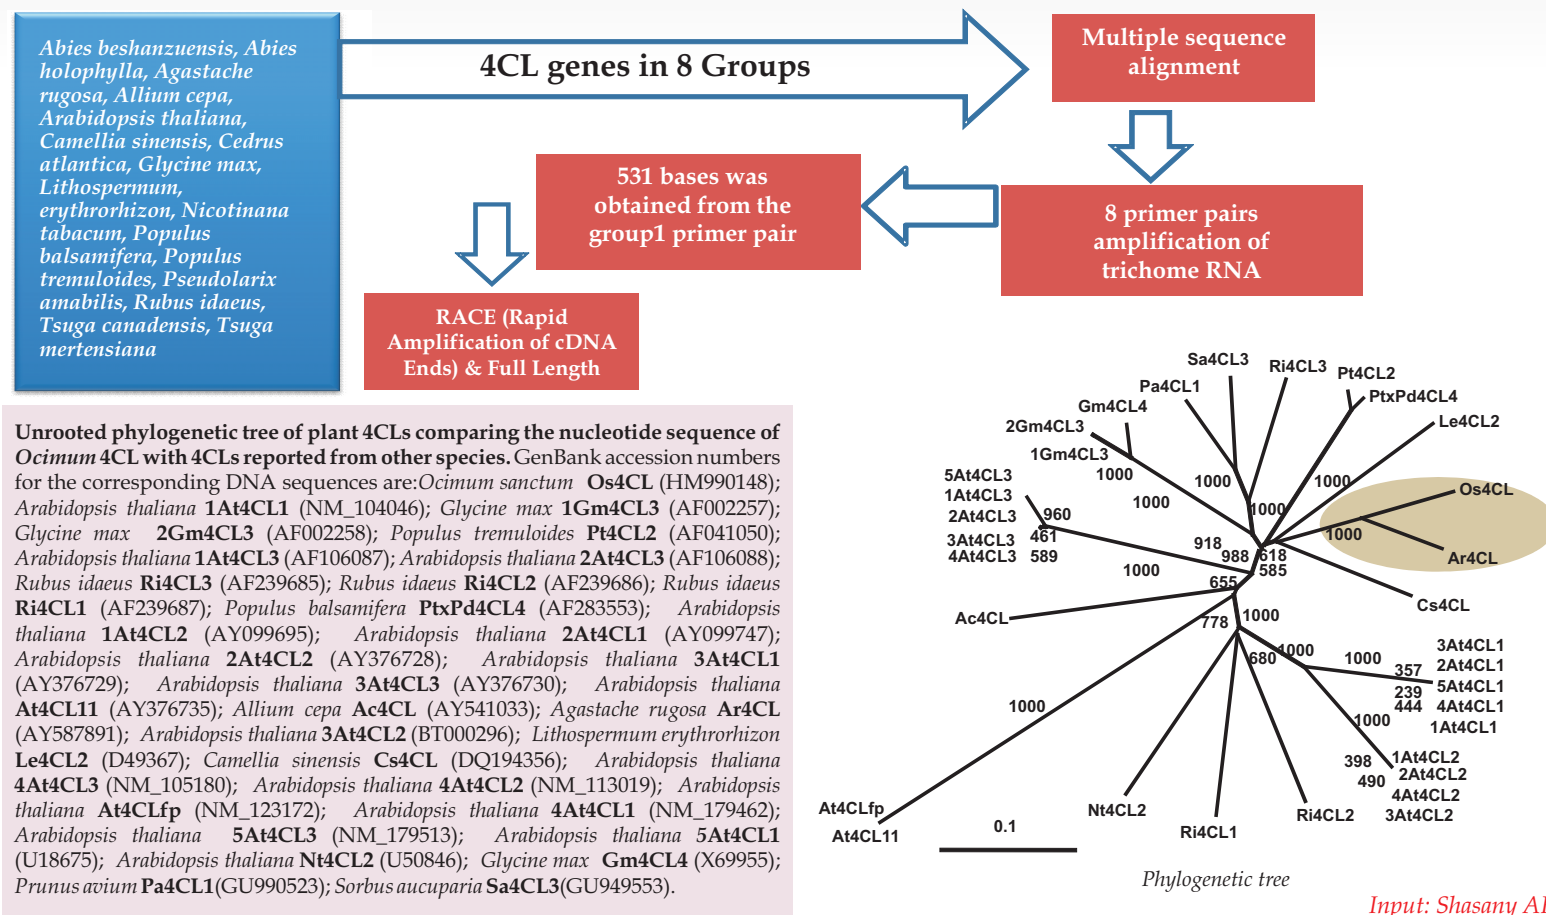 Abies beshanzuensis, Abies
holophylla, Agastache
rugosa, Allium cepa,
Arabidopsis thaliana,
Camellia sinensis, Cedrus
atlantica, Glycine max,
Lithospermum,
erythrorhizon, Nicotinana
tabacum, Populus
balsamifera, Populus
tremuloides, Pseudolarix
amabilis, Rubus idaeus,
Tsuga canadensis, Tsuga
mertensiana
4CL genes in 8 Groups
Multiple sequence
alignment
8 primer pairs
amplification of
trichome RNA
531 bases was
obtained from the
group1 primer pair
RACE (Rapid
Amplification of cDNA
Ends) & Full Length
Unrooted phylogenetic tree of plant 4CLs comparing the nucleotide sequence of
Ocimum 4CL with 4CLs reported from other species. GenBank accession numbers
for the corresponding DNA sequences are:Ocimum sanctum Os4CL (HM990148);
Arabidopsis thaliana 1At4CL1 (NM_104046); Glycine max 1Gm4CL3 (AF002257);
Glycine max 2Gm4CL3 (AF002258); Populus tremuloides Pt4CL2 (AF041050);
Arabidopsis thaliana 1At4CL3 (AF106087); Arabidopsis thaliana 2At4CL3 (AF106088);
Rubus idaeus Ri4CL3 (AF239685); Rubus idaeus Ri4CL2 (AF239686); Rubus idaeus
Ri4CL1 (AF239687); Populus balsamifera PtxPd4CL4 (AF283553); Arabidopsis
thaliana 1At4CL2 (AY099695); Arabidopsis thaliana 2At4CL1 (AY099747);
Arabidopsis thaliana 2At4CL2 (AY376728); Arabidopsis thaliana 3At4CL1
(AY376729); Arabidopsis thaliana 3At4CL3 (AY376730); Arabidopsis thaliana
At4CL11 (AY376735); Allium cepa Ac4CL (AY541033); Agastache rugosa Ar4CL
(AY587891); Arabidopsis thaliana 3At4CL2 (BT000296); Lithospermum erythrorhizon
Le4CL2 (D49367); Camellia sinensis Cs4CL (DQ194356); Arabidopsis thaliana
4At4CL3 (NM_105180); Arabidopsis thaliana 4At4CL2 (NM_113019); Arabidopsis
thaliana At4CLfp (NM_123172); Arabidopsis thaliana 4At4CL1 (NM_179462);
Arabidopsis thaliana 5At4CL3 (NM_179513); Arabidopsis thaliana 5At4CL1
(U18675); Arabidopsis thaliana Nt4CL2 (U50846); Glycine max Gm4CL4 (X69955);
Prunus avium Pa4CL1(GU990523); Sorbus aucuparia Sa4CL3(GU949553).
Sa4CL3
Ri4CL3
Pt4CL2
Pa4CL1
PtxPd4CL4
Gm4CL4
Le4CL2
2Gm4CL3
1Gm4CL3
1000
5At4CL3
1000
1000
Os4CL
1At4CL3
1000
1000
2At4CL3
960
3At4CL3
461
1000
4At4CL3
589
918
988
618
Ar4CL
1000
585
655
Cs4CL
Ac4CL
778
1000
680
1000
1000
357
3At4CL1
2At4CL1
5At4CL1
239
444
4At4CL1
1At4CL1
1000
1000
398
1At4CL2
490
2At4CL2
4At4CL2
3At4CL2
At4CLfp
At4CL11
Nt4CL2
Ri4CL1
Ri4CL2
0.1
Phylogenetic tree
Input: Shasany